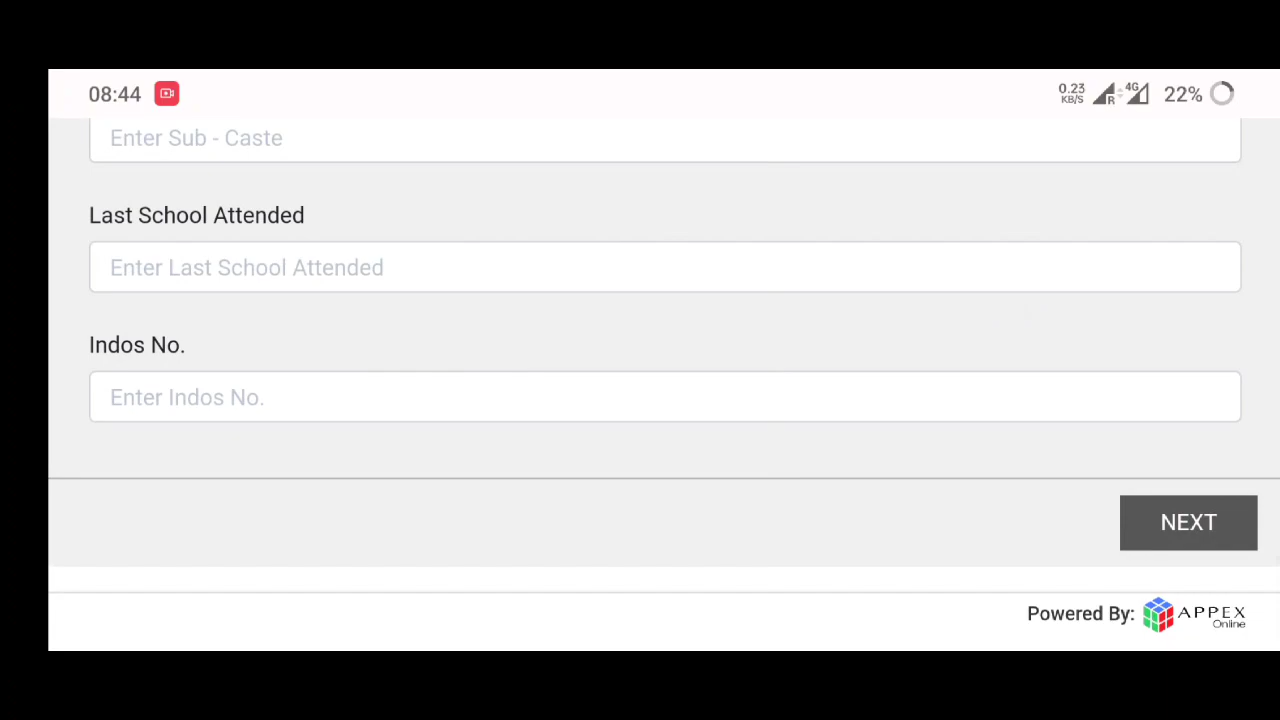 08:44
0.23
KB/S
R
4G
22%
Enter Sub - Caste
Last School Attended
Enter Last School Attended
Indos No.
Enter Indos No.
NEXT
Powered By: APPEX
Online